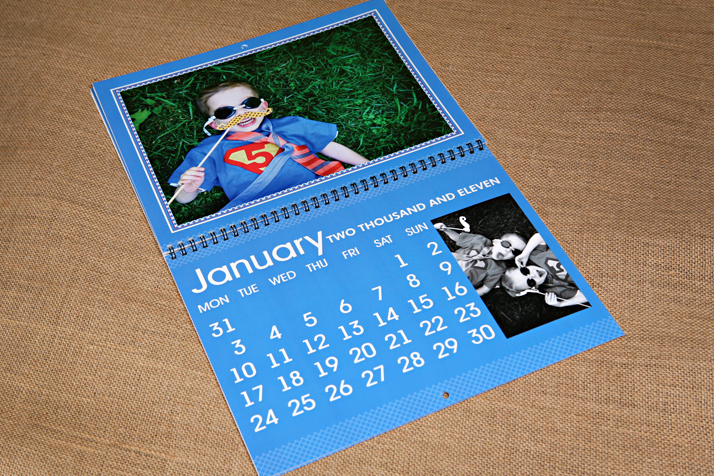 5
January TWO THOUSAND AND ELEVEN
MON TUE WED THU FRI SAT SUN
31 1 2
3 4 5 6 7 8 9
10 11 12 13 14 15 16
17 18 19 20 21 22 23
24 25 26 27 28 29 30